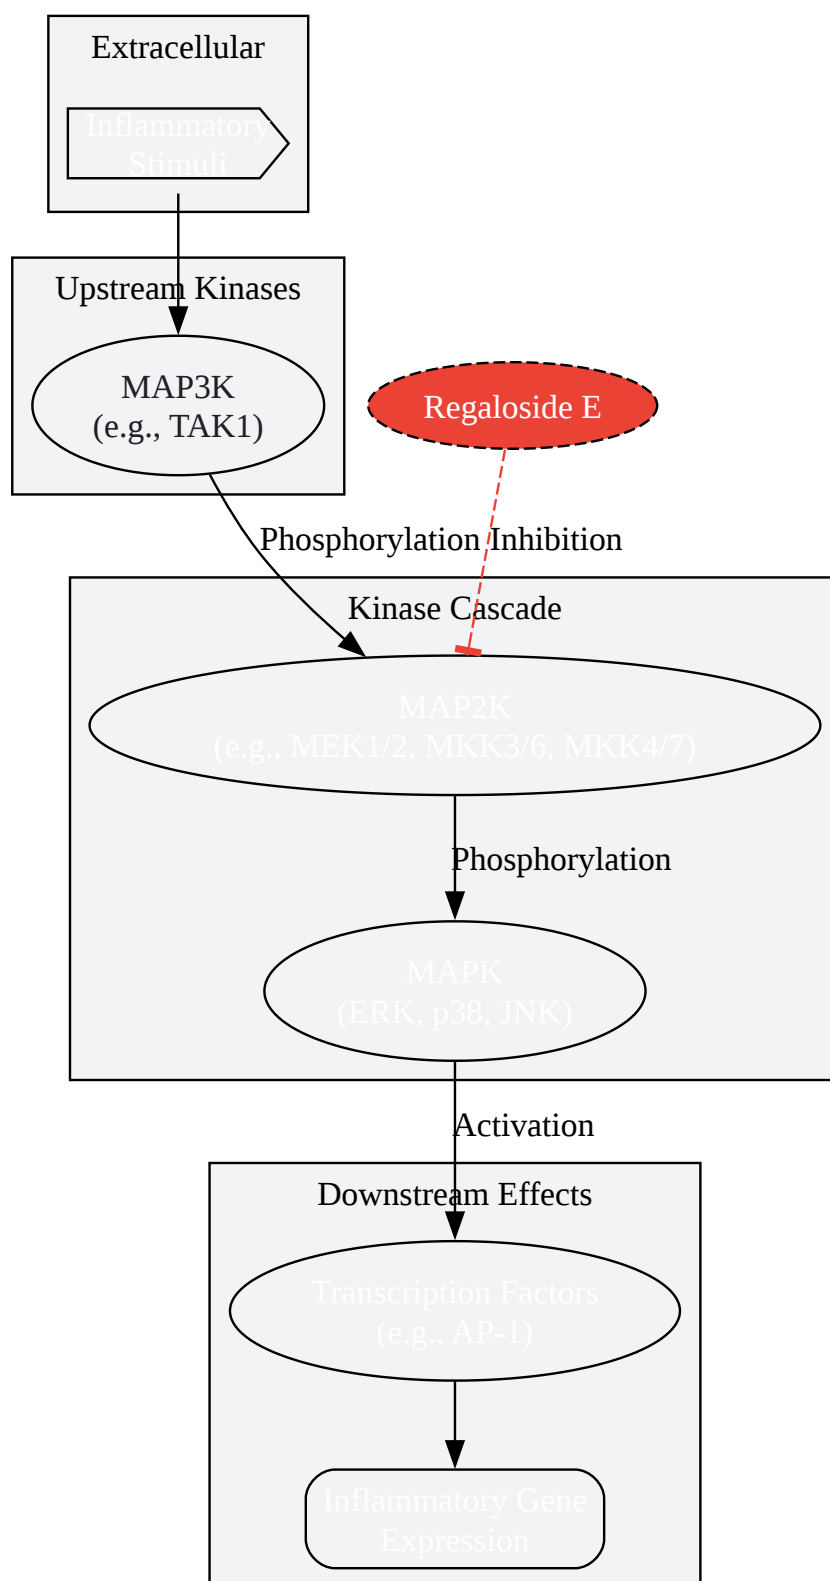 Extracellular
Inflammatory
Stimuli
Upstream Kinases
MAP3K
(e.g., TAK1)
Regaloside E
Phosphorylation
Inhibition
Kinase Cascade
MAP2K
(e.g., MEK1/2, MKK3/6, MKK4/7)
Phosphorylation
MAPK
(ERK, p38, JNK)
Activation
Downstream Effects
Transcription Factors
(e.g., AP-1)
Inflammatory Gene
Expression